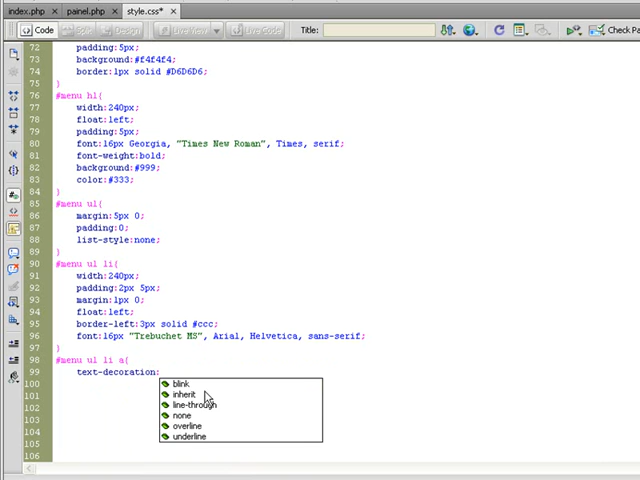 index.php × painel.php × style.css* ×
Code Split Design Live View Live Code Title: Check Pa
72 padding:5px;
73 background:#f4f4f4;
74 border:1px solid #D6D6D6;
75 }
76 #menu h1{
77 width:240px;
78 float:left;
79 padding:5px;
80 font:16px Georgia, "Times New Roman", Times, serif;
81 font-weight:bold;
82 background:#999;
83 color:#333;
84 }
85 #menu ul{
86 margin:5px 0;
87 padding:0;
88 list-style:none;
89 }
90 #menu ul li{
91 width:240px;
92 padding:2px 5px;
93 margin:1px 0;
94 float:left;
95 border-left:3px solid #ccc;
96 font:16px "Trebuchet MS", Arial, Helvetica, sans-serif;
97 }
98 #menu ul li a{
99 text-decoration:
100 blink
101 inherit
102 line-through
103 none
104 overline
105 underline
106